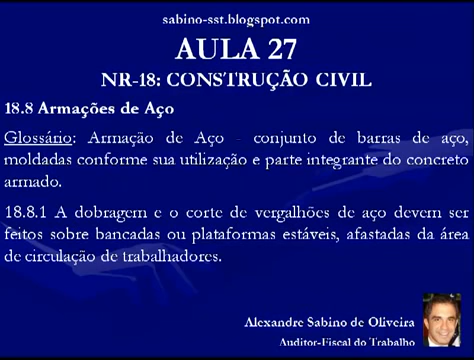 sabino-sst.blogspot.com
AULA 27
NR-18: CONSTRUÇÃO CIVIL
18.8 Armações de Aço
Glossário: Armação de Aço - conjunto de barras de aço,
moldadas conforme sua utilização e parte integrante do concreto
armado.
18.8.1 A dobragem e o corte de vergalhões de aço devem ser
feitos sobre bancadas ou plataformas estáveis, afastadas da área
de circulação de trabalhadores.
Alexandre Sabino de Oliveira
Auditor-Fiscal do Trabalho